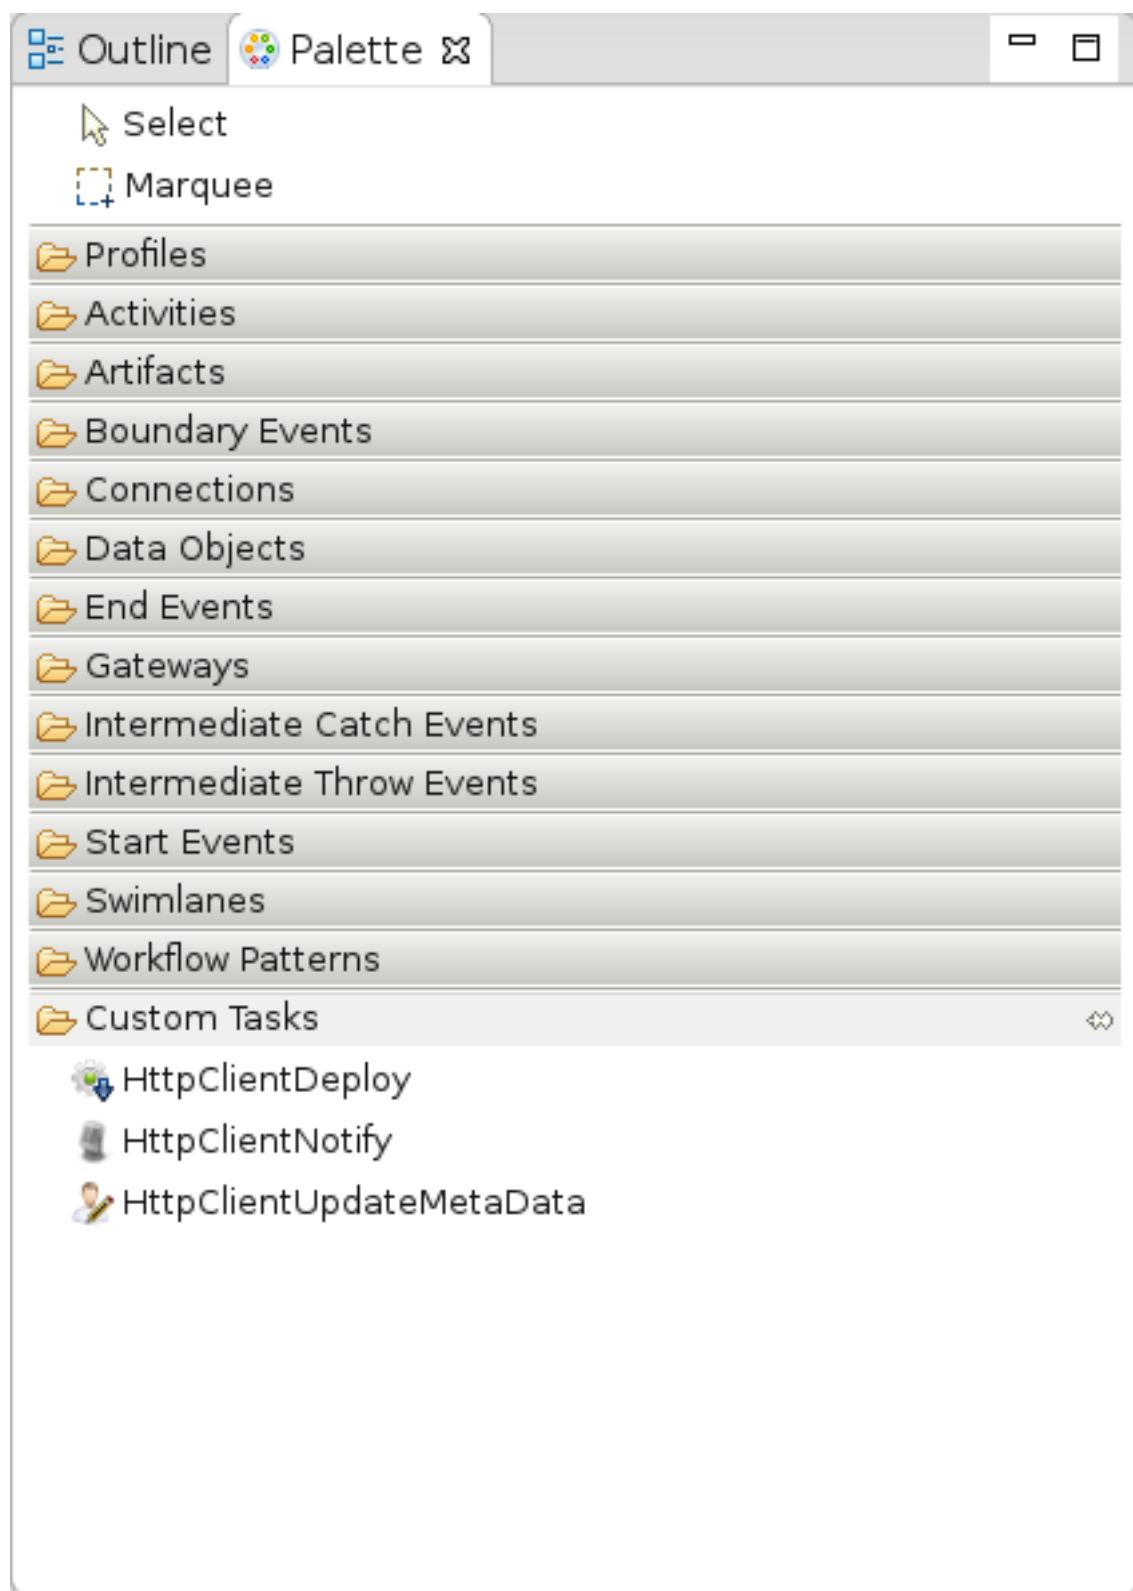 Outline Palette
Select
Marquee
Profiles
Activities
Artifacts
Boundary Events
Connections
Data Objects
End Events
Gateways
Intermediate Catch Events
Intermediate Throw Events
Start Events
Swimlanes
Workflow Patterns
Custom Tasks
HttpClientDeploy
HttpClientNotify
HttpClientUpdateMetaData